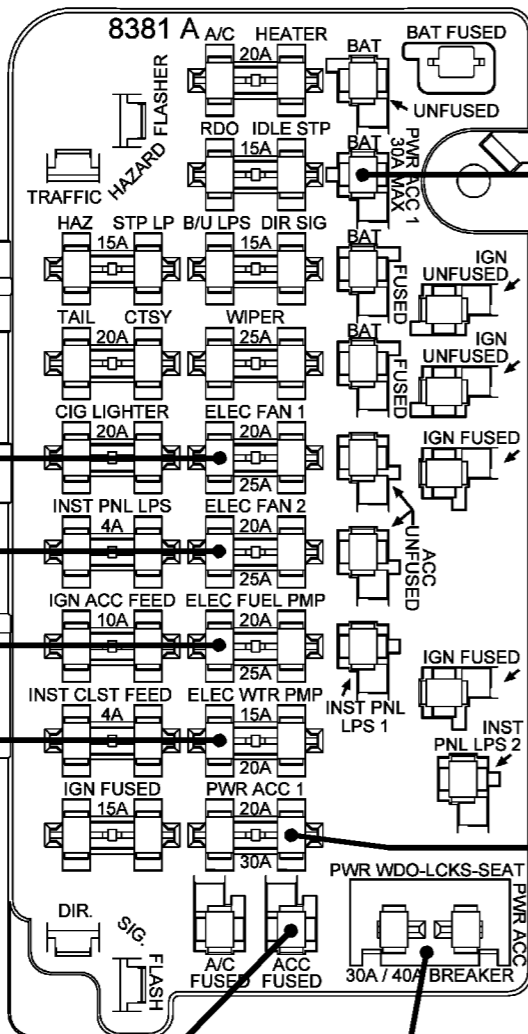 8381 A
A/C HEATER
20A
BAT
BAT FUSED
UNFUSED
FLASHER
HAZARD
TRAFFIC
RDO IDLE STP
15A
BAT
PWR ACC 1
30A MAX
HAZ STP LP
15A
B/U LPS DIR SIG
15A
BAT
FUSED
IGN
UNFUSED
TAIL CTSY
20A
WIPER
25A
BAT
FUSED
IGN
UNFUSED
CIG LIGHTER
20A
ELEC FAN 1
20A
25A
IGN FUSED
INST PNL LPS
4A
ELEC FAN 2
20A
25A
ACC
UNFUSED
IGN ACC FEED
10A
ELEC FUEL PMP
20A
25A
INST PNL
LPS 1
IGN FUSED
INST CLST FEED
4A
ELEC WTR PMP
15A
20A
INST
PNL LPS 2
IGN FUSED
15A
PWR ACC 1
20A
30A
PWR WDO-LCKS-SEAT
PWR ACC
30A / 40A BREAKER
DIR.
SIG.
FLASH
A/C
FUSED
ACC
FUSED